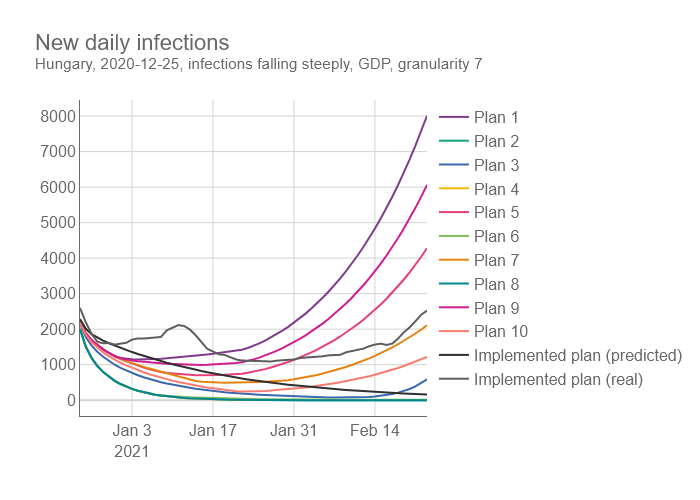 New daily infections
Hungary, 2020-12-25, infections falling steeply, GDP, granularity 7
8000
7000
6000
5000
4000
3000
2000
1000
0
Jan 3
2021
Jan 17
Jan 31
Feb 14
Plan 1
Plan 2
Plan 3
Plan 4
Plan 5
Plan 6
Plan 7
Plan 8
Plan 9
Plan 10
Implemented plan (predicted)
Implemented plan (real)